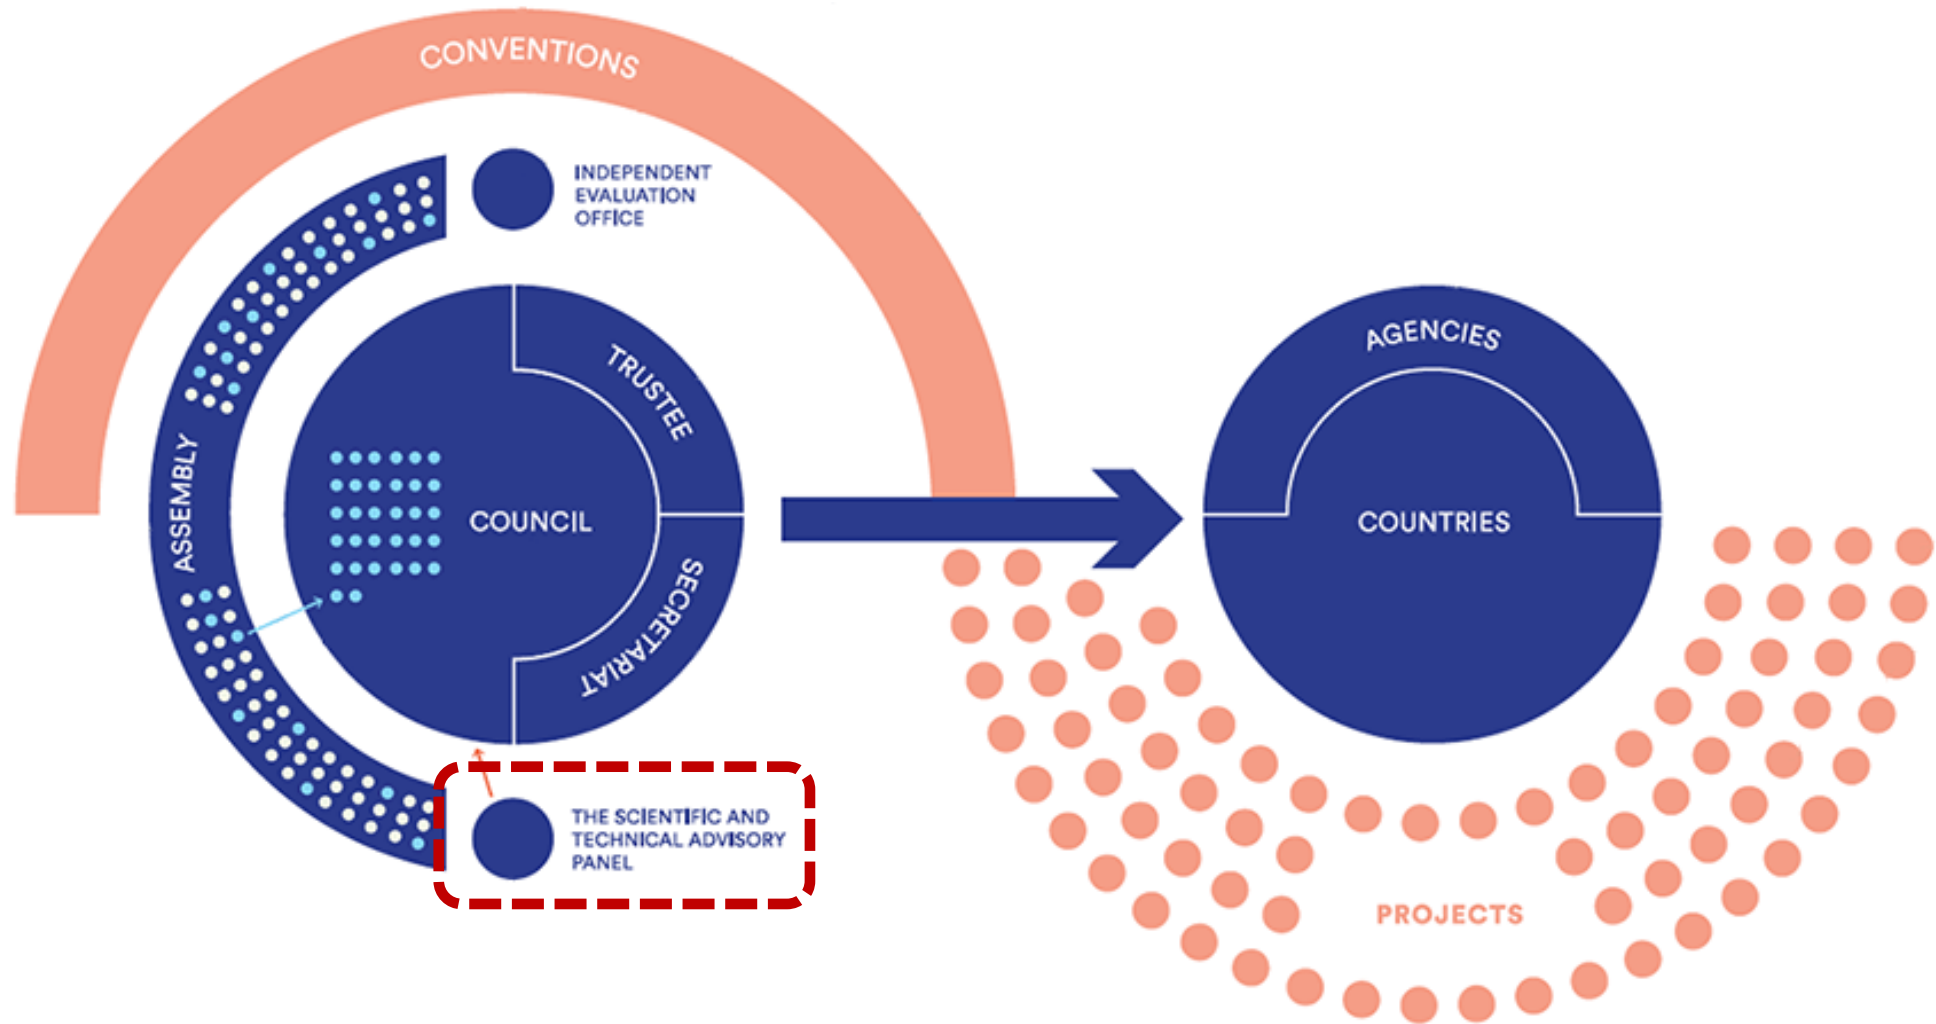 CONVENTIONS
INDEPENDENT
EVALUATION
OFFICE
ASSEMBLY
TRUSTEE
COUNCIL
SECRETARIAT
THE SCIENTIFIC AND
TECHNICAL ADVISORY
PANEL
AGENCIES
COUNTRIES
PROJECTS